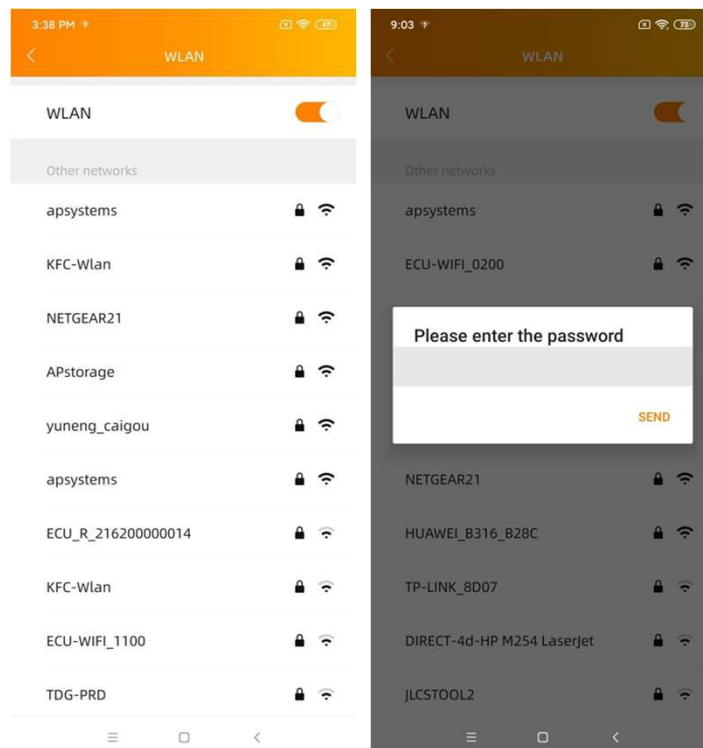 3:38 PM
47
WLAN
WLAN
Other networks
apsystems
KFC-Wlan
NETGEAR21
APstorage
yuneng_caigou
apsystems
ECU_R_216200000014
KFC-Wlan
ECU-WIFI_1100
TDG-PRD
9:03
73
WLAN
WLAN
Other networks
apsystems
ECU-WIFI_0200
Please enter the password
SEND
NETGEAR21
HUAWEI_B316_B28C
TP-LINK_8D07
DIRECT-4d-HP M254 LaserJet
JLCSTOOL2